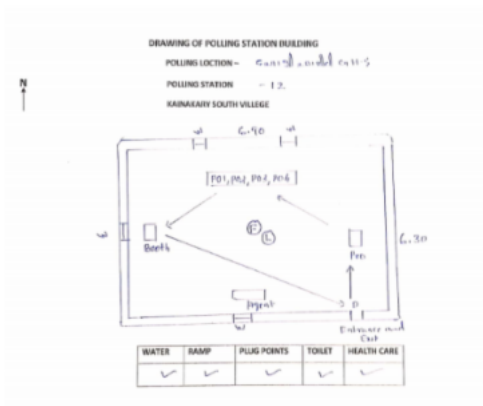 DRAWING OF POLLING STATION BUILDING
POLLING LOCTION -
POLLING STATION - 12
KAINAKARY SOUTH VILLEGE
N
W 6.90 W
PO1, PO2, PO3, PO4
W
F
L
Booth
6.30
Agent
D
W
Entrance and
Exit
WATER RAMP PLUG POINTS TOILET HEALTH CARE